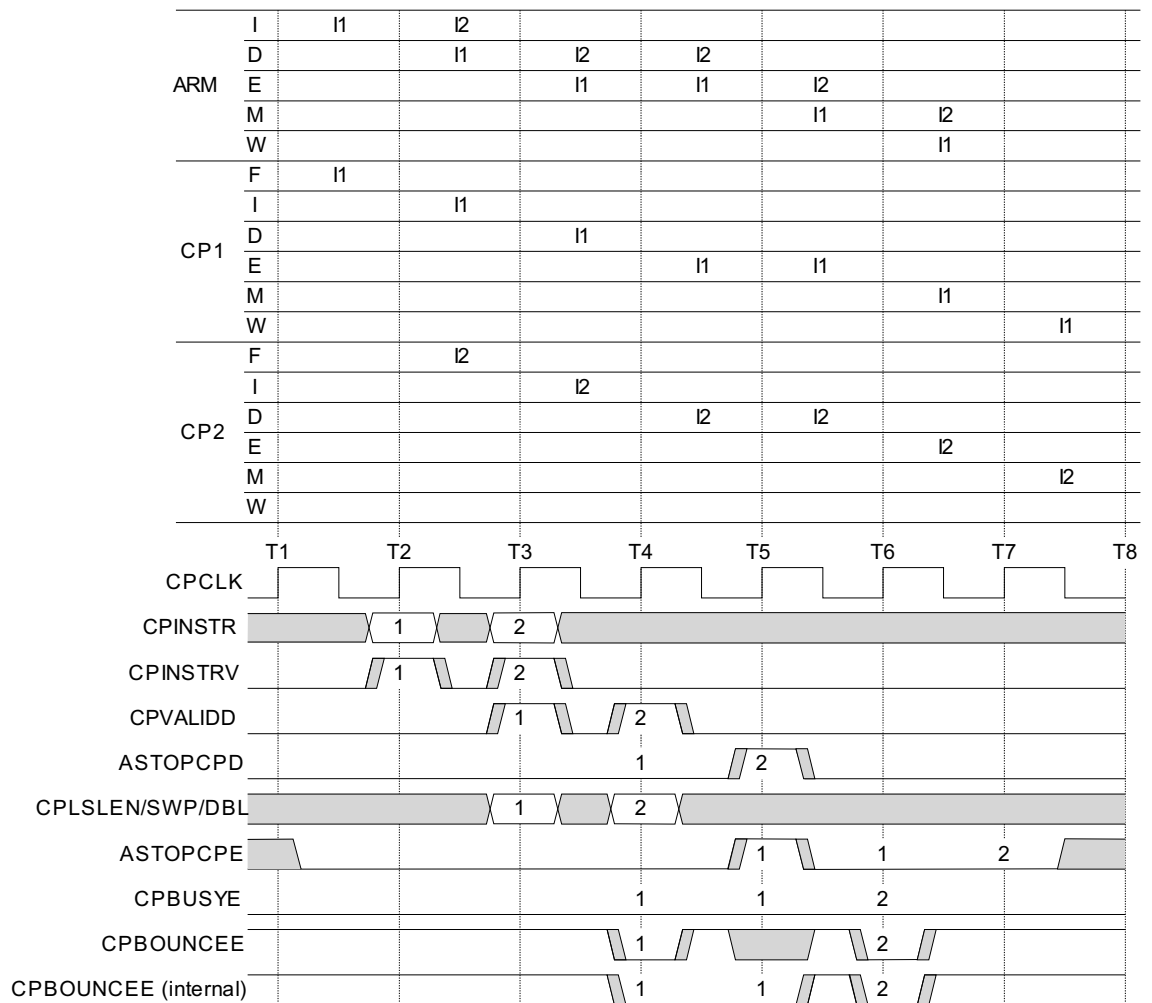 I I1 I2
D I1 I2 I2
ARM E I1 I1 I2
M I1 I2
W I1
F I1
I I1
D I1
CP1
E I1 I1
M I1
W I1
F I2
I I2
D I2 I2
CP2
E I2
M I2
W
T1 T2 T3 T4 T5 T6 T7 T8
CPCLK
CPINSTR 1 2
CPINSTRV 1 2
CPVALIDD 1 2
ASTOPCPD 1 2
CPLSLEN/SWP/DBL 1 2
ASTOPCPE 1 1 2
CPBUSYE 1 1 2
CPBOUNCEE 1 2
CPBOUNCEE (internal) 1 1 2